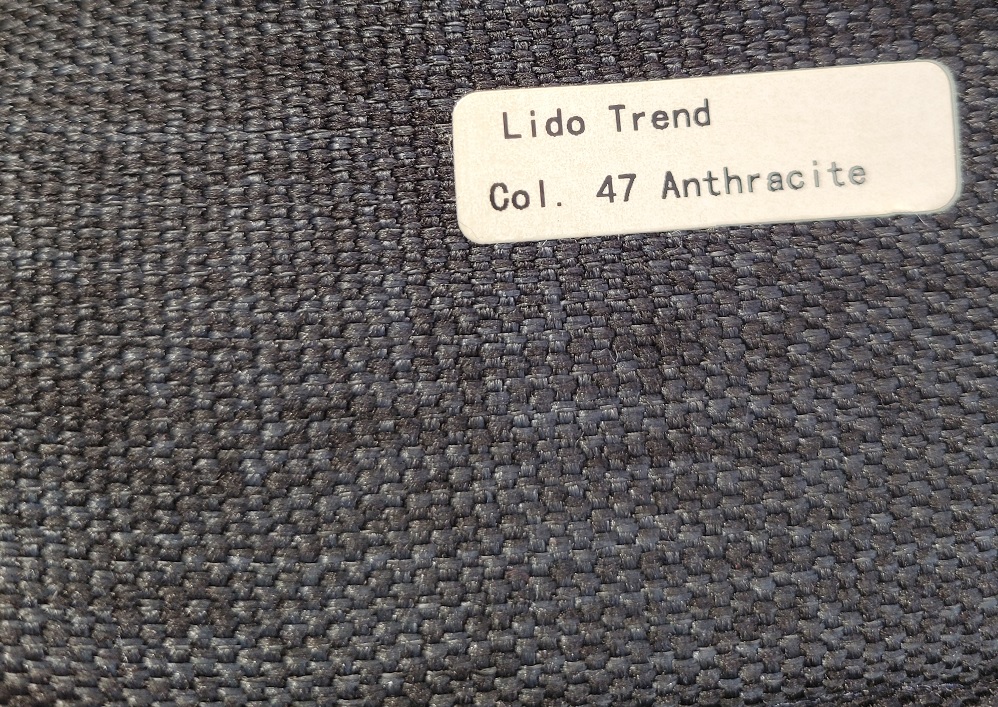 Lido Trend
Col. 47 Anthracite